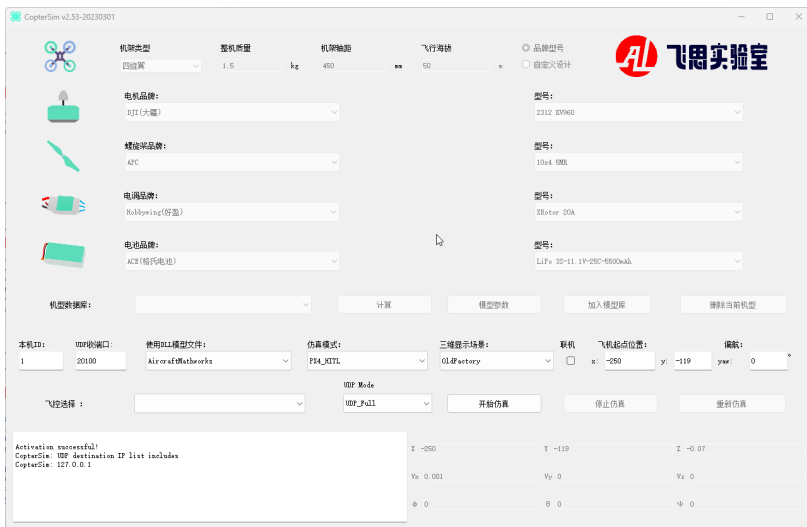 CopterSim v2.53-20230301
机架类型 整机质量 机架轴距 飞行海拔 品牌型号
四旋翼 1.5 kg 450 mm 50 m 自定义设计
飞思实验室
电机品牌: 型号:
DJI(大疆) 2312 KV960
螺旋桨品牌: 型号:
APC 10x4.5MR
电调品牌: 型号:
Hobbywing(好盈) XRotor 20A
电池品牌: 型号:
ACE(格氏电池) LiPo 3S-11.1V-25C-5500mAh
机型数据库: 计算 模型参数 加入模型库 删除当前机型
本机ID: UDP收端口: 使用DLL模型文件: 仿真模式: 三维显示场景: 联机 飞机起点位置: 偏航:
1 20100 AircraftMathworks PX4_HITL OldFactory x: -250 y: -119 yaw: 0 °
UDP Mode
飞控选择 : UDP_Full 开始仿真 停止仿真 重新仿真
Activation successful!
CopterSim: UDP destination IP list includes
CopterSim: 127.0.0.1
X -250 Y -119 Z -0.07
Vx 0.001 Vy 0 Vz 0
Φ 0 θ 0 Ψ 0